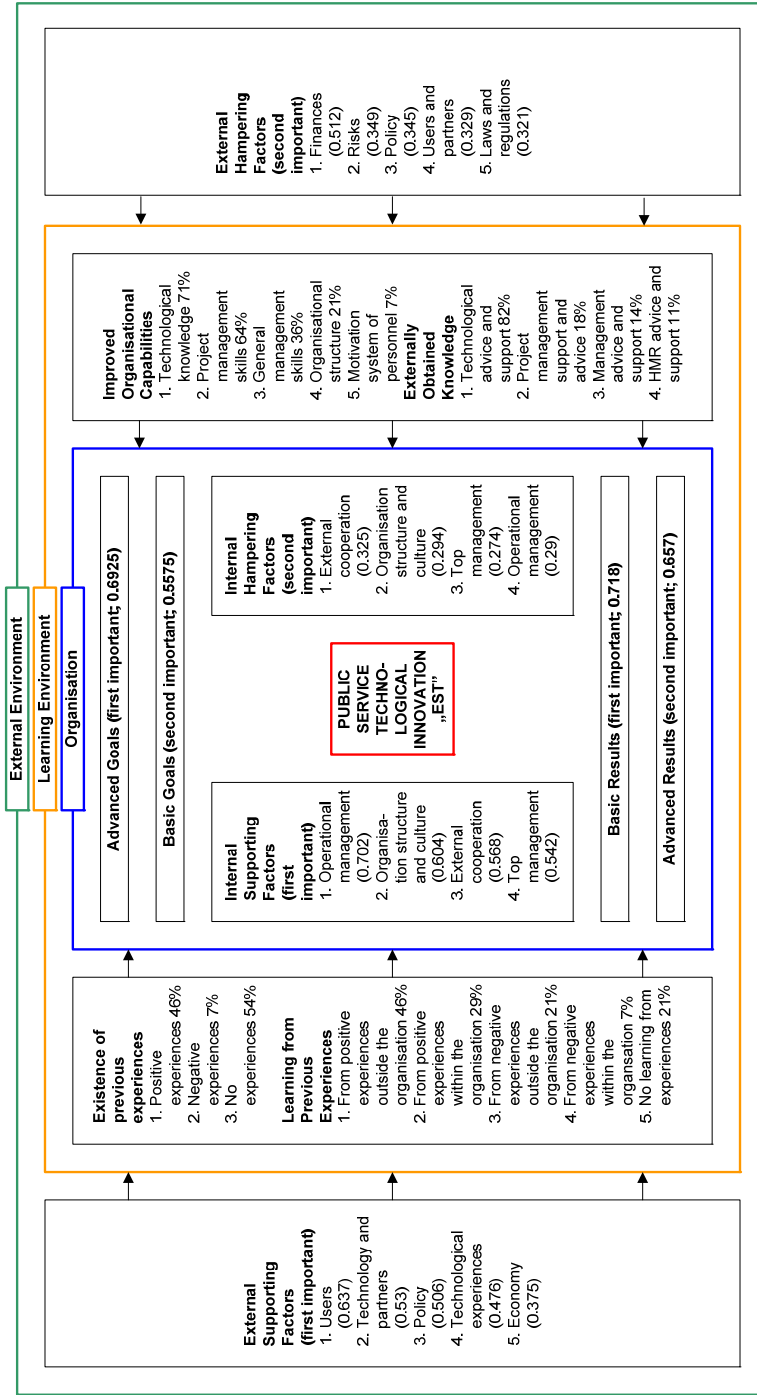 External Environment
Learning Environment
Organisation
External
Supporting
Factors
(first important)
1. Users
(0.637)
2. Technology and
partners
(0.53)
3. Policy
(0.506)
4. Technological
experiences
(0.476)
5. Economy
(0.375)
Existence of
previous
experiences
1. Positive
experiences 46%
2. Negative
experiences 7%
3. No
experiences 54%
Learning from
Previous
Experiences
1. From positive
experiences
outside the
organisation 46%
2. From positive
experiences
within the
organisation 29%
3. From negative
experiences
outside the
organisation 21%
4. From negative
experiences
within the
organsation 7%
5. No learning from
experiences 21%
Advanced Goals (first important; 0.6925)
Basic Goals (second important; 0.5575)
Internal
Supporting
Factors
(first
important)
1. Operational
management
(0.702)
2. Organisa-
tion structure
and culture
(0.604)
3. External
cooperation
(0.568)
4. Top
management
(0.542)
PUBLIC
SERVICE
TECHNO-
LOGICAL
INNOVATION
„EST”
Internal
Hampering
Factors
(second
important)
1. External
cooperation
(0.325)
2. Organisation
structure and
culture
(0.294)
3. Top
management
(0.274)
4. Operational
management
(0.29)
Basic Results (first important; 0.718)
Advanced Results (second important; 0.657)
Improved
Organisational
Capabilities
1. Technological
knowledge 71%
2. Project
management
skills 64%
3. General
management
skills 36%
4. Organisational
structure 21%
5. Motivation
system of
personnel 7%
Externally
Obtained
Knowledge
1. Technological
advice and
support 82%
2. Project
management
support and
advice 18%
3. Management
advice and
support 14%
4. HMR advice and
support 11%
External
Hampering
Factors
(second
important)
1. Finances
(0.512)
2. Risks
(0.349)
3. Policy
(0.345)
4. Users and
partners
(0.329)
5. Laws and
regulations
(0.321)